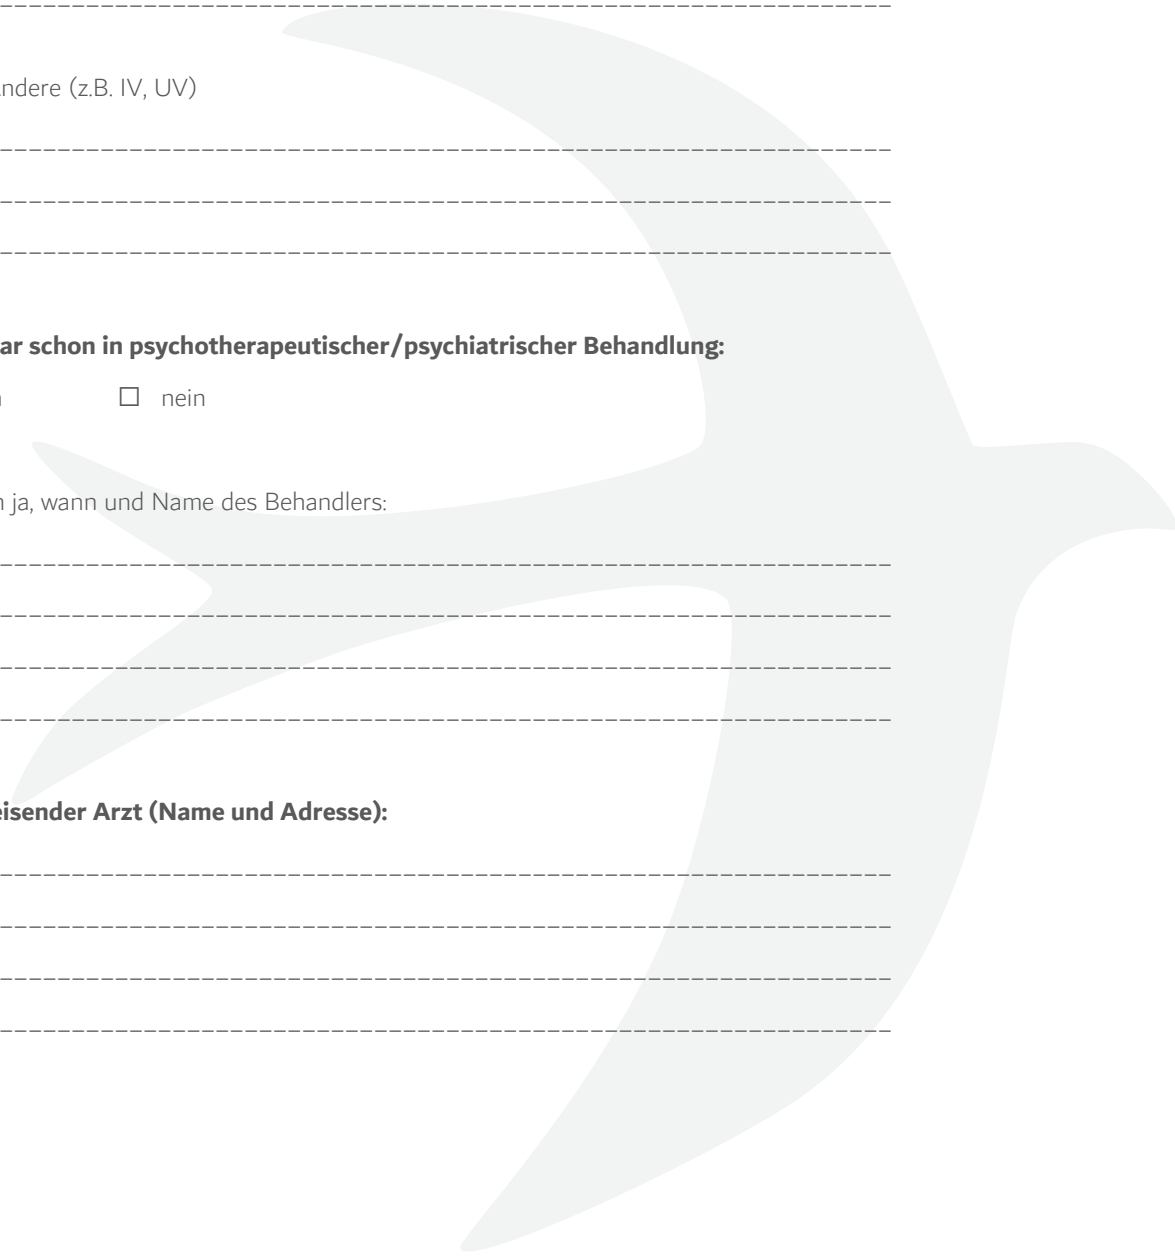 ndere (z.B. IV, UV)
ar schon in psychotherapeutischer/psychiatrischer Behandlung:
☐ nein
ja, wann und Name des Behandlers:
eisender Arzt (Name und Adresse):